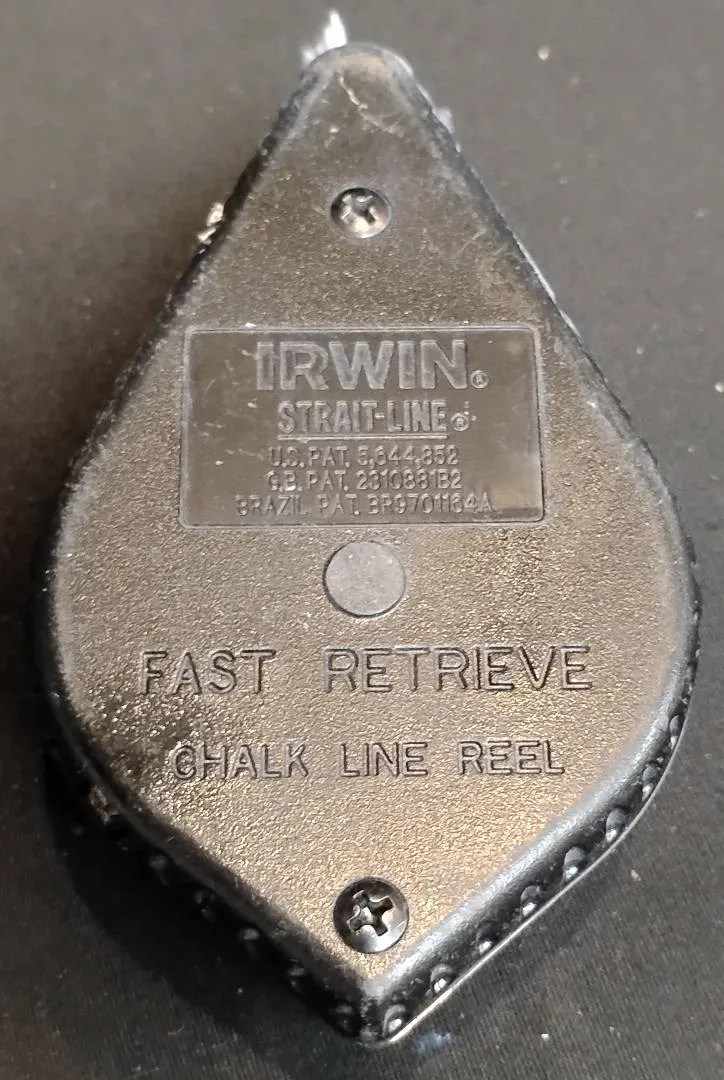 IRWIN®
STRAIT-LINE®
U.S. PAT. 5,644,852
G.B. PAT. 2310881B2
BRAZIL PAT. BR9701164A
FAST RETRIEVE
CHALK LINE REEL